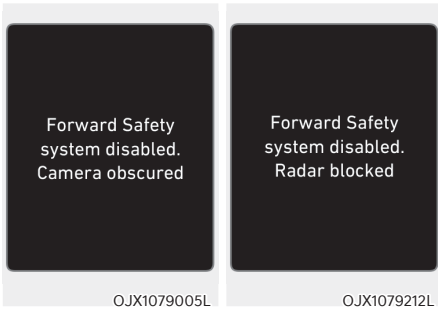 Forward Safety
system disabled.
Camera obscured
OJX1079005L
Forward Safety
system disabled.
Radar blocked
OJX1079212L